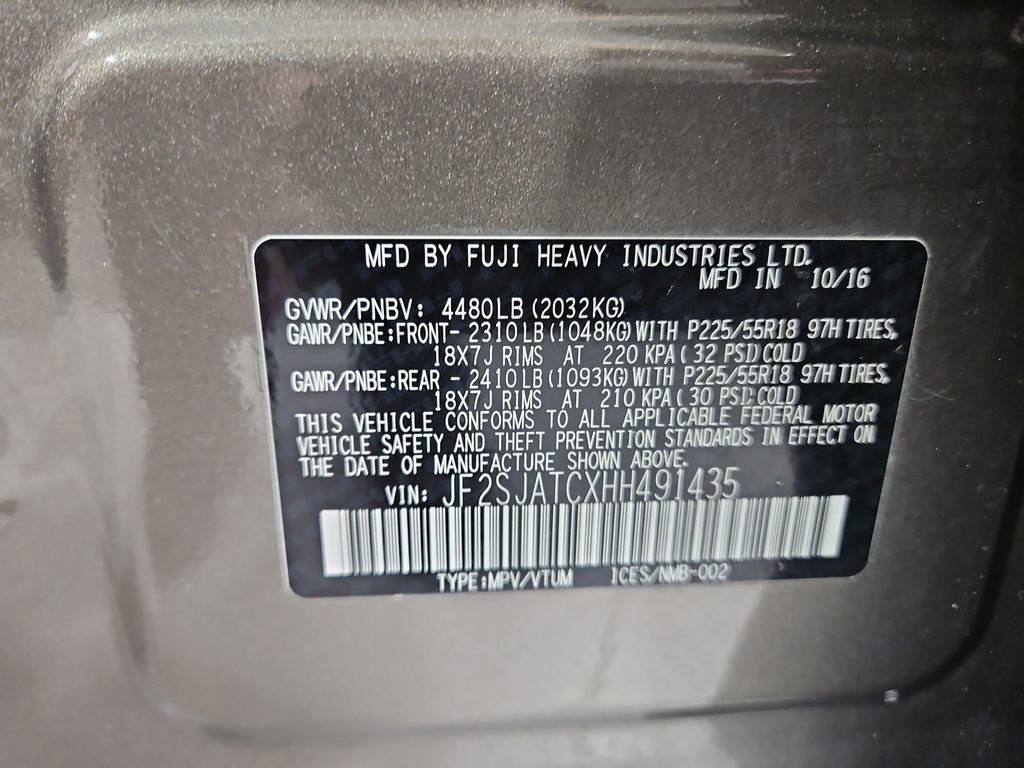 MFD BY FUJI HEAVY INDUSTRIES LTD.
MFD IN 10/16
GVWR/PNBV: 4480LB (2032KG)
GAWR/PNBE:FRONT- 2310LB (1048KG) WITH P225/55R18 97H TIRES,
18X7J RIMS AT 220 KPA (32 PSI) COLD
GAWR/PNBE:REAR - 2410LB (1093KG) WITH P225/55R18 97H TIRES,
18X7J RIMS AT 210 KPA (30 PSI) COLD
THIS VEHICLE CONFORMS TO ALL APPLICABLE FEDERAL MOTOR
VEHICLE SAFETY AND THEFT PREVENTION STANDARDS IN EFFECT ON
THE DATE OF MANUFACTURE SHOWN ABOVE.
VIN: JF2SJATCXHH491435
TYPE:MPV/VTUM ICES/NMB-002